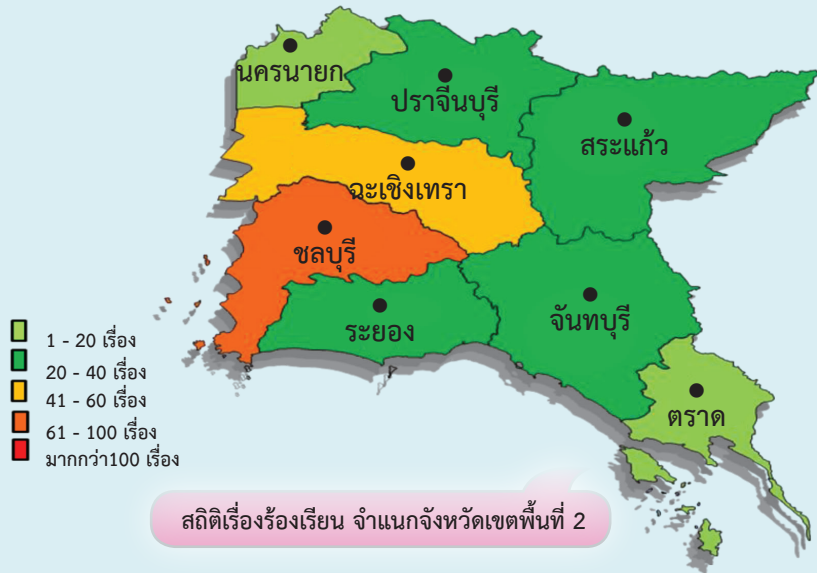 นครนายก
ปราจีนบุรี
สระแก้ว
ฉะเชิงเทรา
ชลบุรี
ระยอง
จันทบุรี
ตราด
1 - 20 เรื่อง
20 - 40 เรื่อง
41 - 60 เรื่อง
61 - 100 เรื่อง
มากกว่า100 เรื่อง
สถิติเรื่องร้องเรียน จำแนกจังหวัดเขตพื้นที่ 2